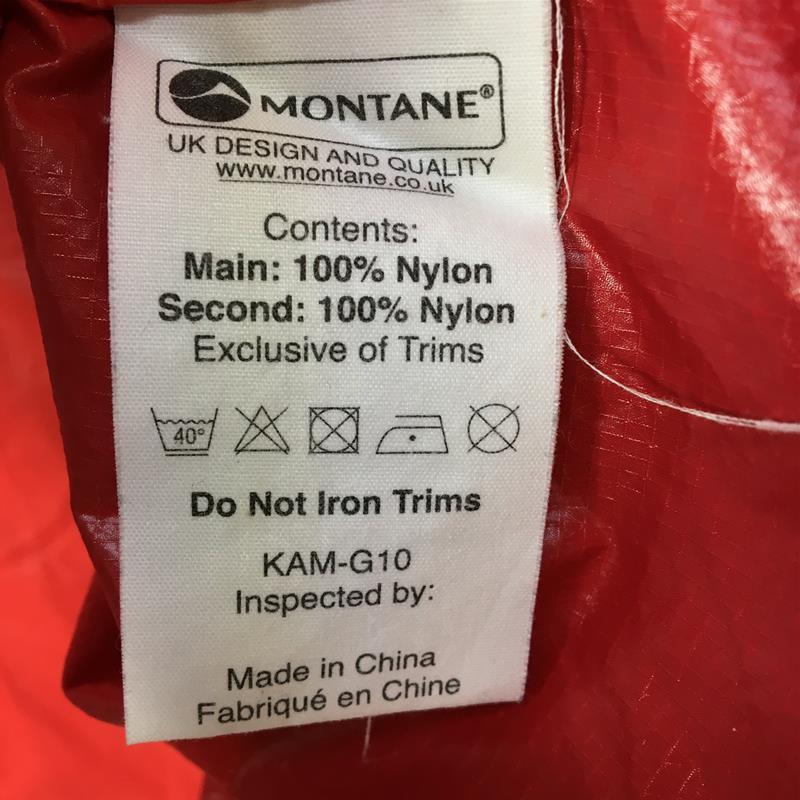 MONTANE®
UK DESIGN AND QUALITY
www.montane.co.uk
Contents:
Main: 100% Nylon
Second: 100% Nylon
Exclusive of Trims
40°
Do Not Iron Trims
KAM-G10
Inspected by:
Made in China
Fabriqué en Chine